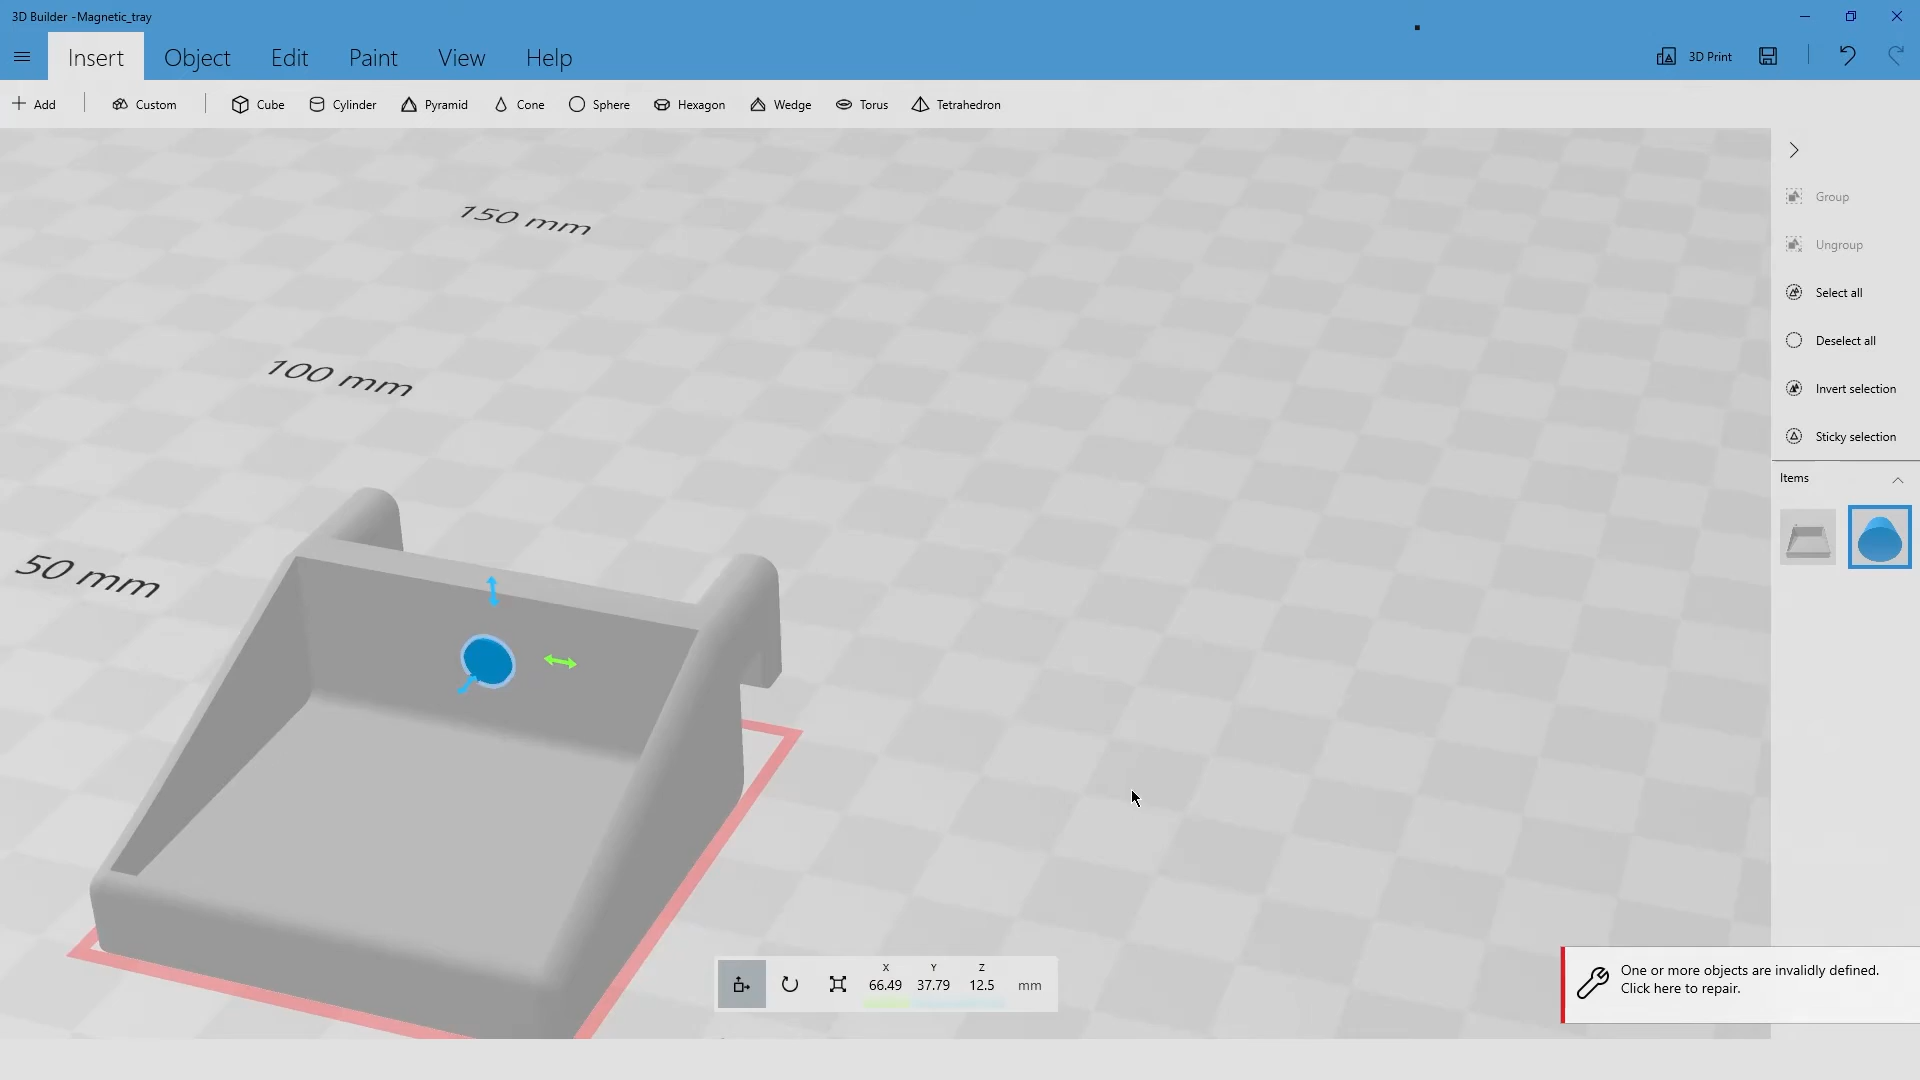 3D Builder -Magnetic_tray
Insert Object Edit Paint View Help 3D Print
Add Custom Cube Cylinder Pyramid Cone Sphere Hexagon Wedge Torus Tetrahedron
150 mm
100 mm
50 mm
Group
Ungroup
Select all
Deselect all
Invert selection
Sticky selection
Items
X Y Z
66.49 37.79 12.5 mm
One or more objects are invalidly defined.
Click here to repair.